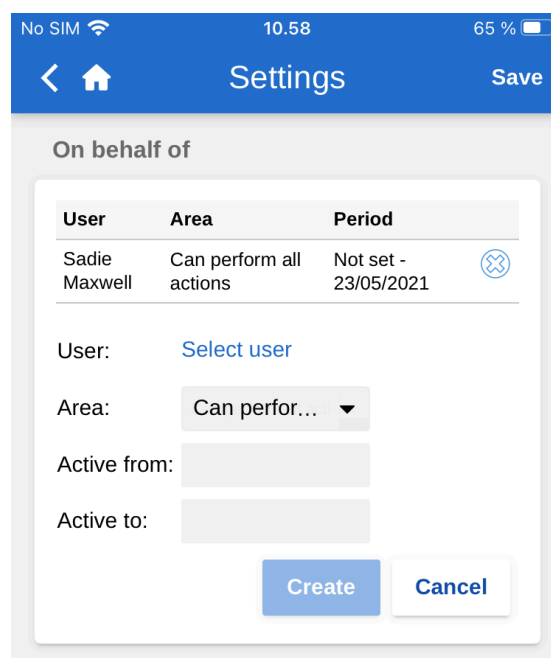 No SIM 10.58 65 %
Settings Save
On behalf of
User Area Period
Sadie Can perform all Not set -
Maxwell actions 23/05/2021
User: Select user
Area: Can perfor...
Active from:
Active to:
Create Cancel